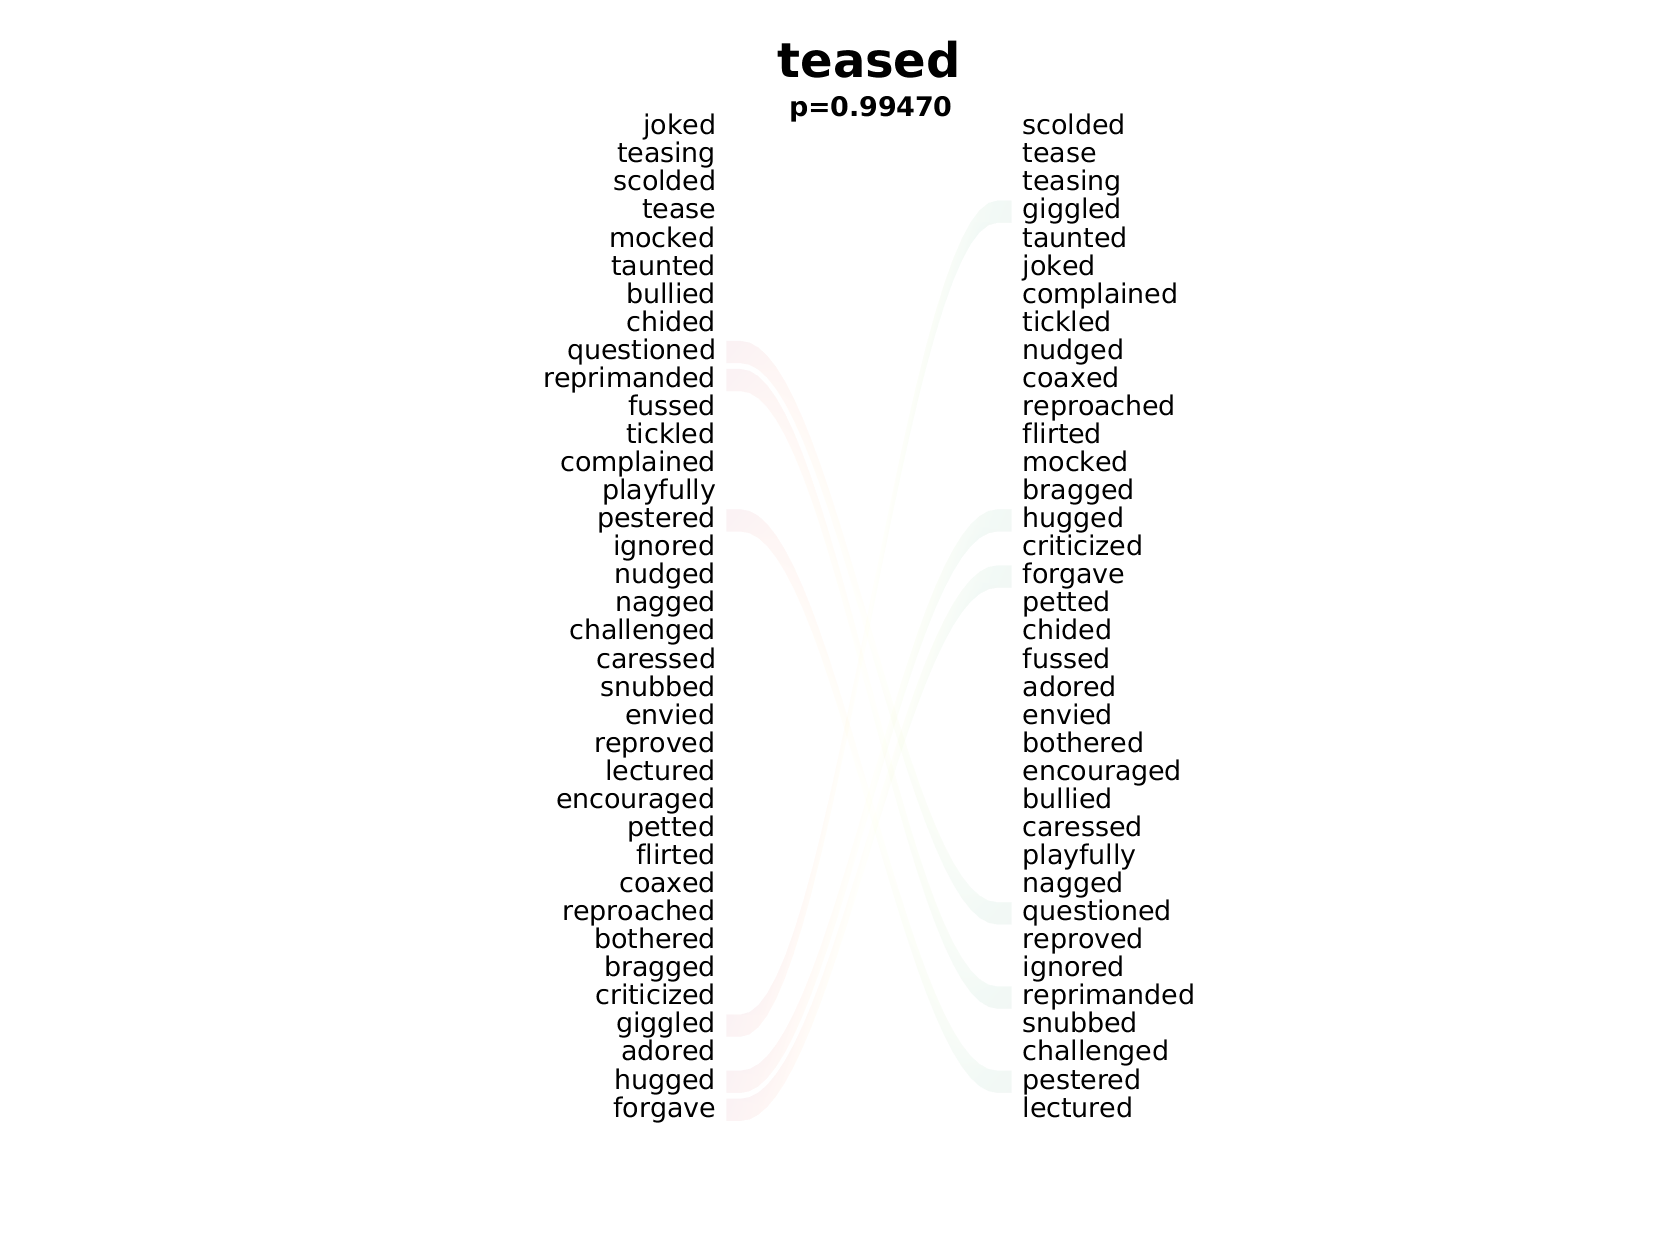 teased
p=0.99470
joked scolded
teasing tease
scolded teasing
tease giggled
mocked taunted
taunted joked
bullied complained
chided tickled
questioned nudged
reprimanded coaxed
fussed reproached
tickled flirted
complained mocked
playfully bragged
pestered hugged
ignored criticized
nudged forgave
nagged petted
challenged chided
caressed fussed
snubbed adored
envied envied
reproved bothered
lectured encouraged
encouraged bullied
petted caressed
flirted playfully
coaxed nagged
reproached questioned
bothered reproved
bragged ignored
criticized reprimanded
giggled snubbed
adored challenged
hugged pestered
forgave lectured